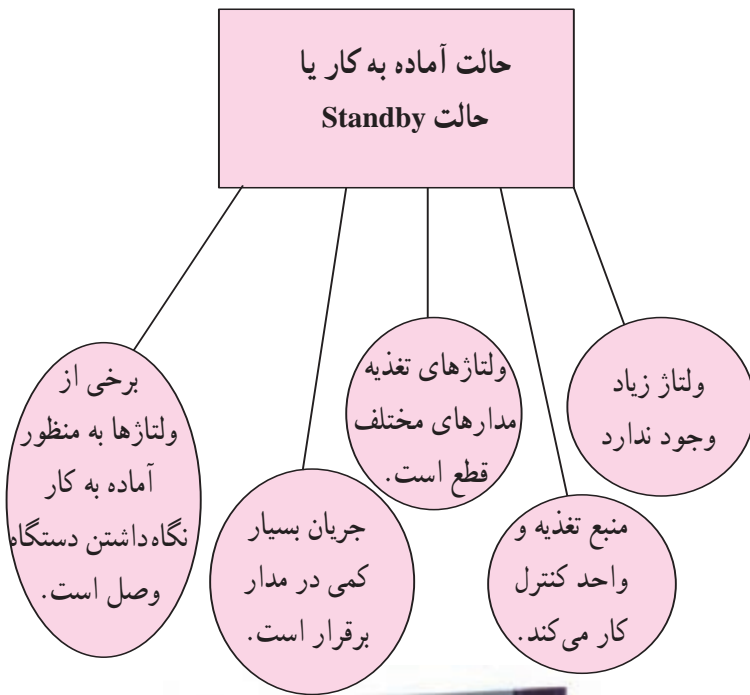 حالت آماده به کار یا
حالت Standby
ولتاژ زیاد
وجود ندارد
منبع تغذیه و
واحد کنترل
کار می‌کند.
ولتاژهای تغذیه
مدارهای مختلف
قطع است.
جریان بسیار
کمی در مدار
برقرار است.
برخی از
ولتاژها به منظور
آماده به کار
نگاه‌داشتن دستگاه
وصل است.